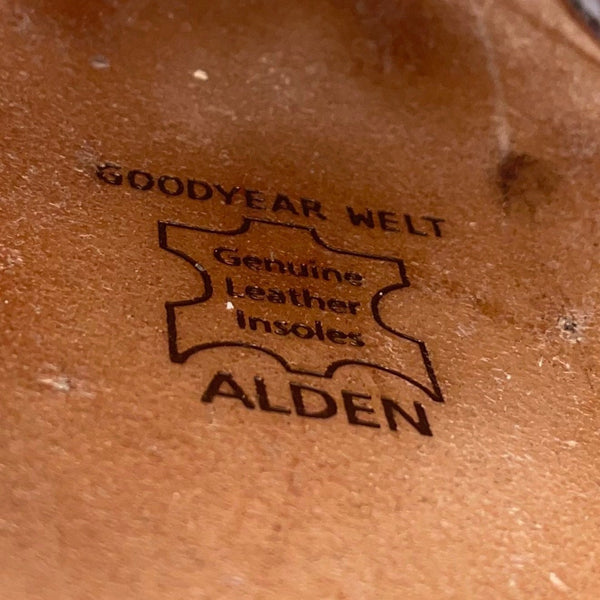 GOODYEAR WELT
Genuine
Leather
Insoles
ALDEN